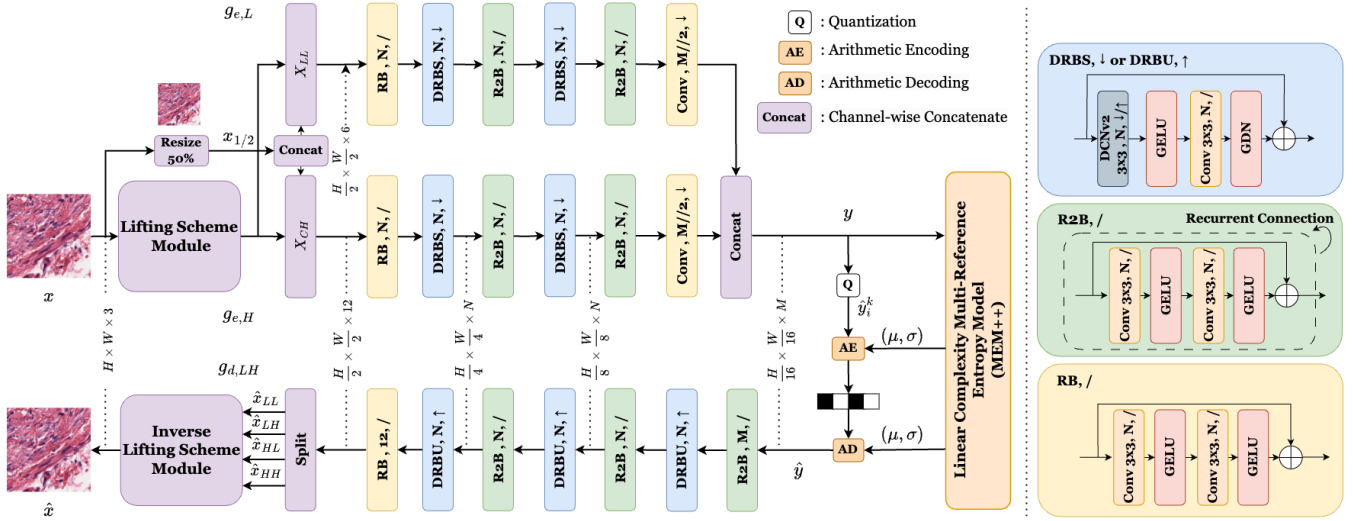 g_{e,L}
X_{LL}
RB , N, /
DRBS, N, ↓
R2B , N, /
DRBS, N, ↓
R2B , N, /
Conv , M//2, ↓
Q : Quantization
AE : Arithmetic Encoding
AD : Arithmetic Decoding
Concat : Channel-wise Concatenate
Resize
50%
x_{1/2}
Concat
H/2 × W/2 × 6
Lifting Scheme
Module
X_{CH}
RB , N, /
DRBS, N, ↓
R2B , N, /
DRBS, N, ↓
R2B , N, /
Conv , M//2, ↓
Concat
y
x
g_{e,H}
Q
ŷ_i^k
AE
(μ, σ)
Linear Complexity Multi-Reference
Entropy Model
(MEM++)
H × W × 3
H/2 × W/2 × 12
H/4 × W/4 × N
H/8 × W/8 × N
H/16 × W/16 × M
g_{d,LH}
Inverse
Lifting Scheme
Module
x̂_{LL}
x̂_{LH}
x̂_{HL}
x̂_{HH}
Split
RB , 12, /
DRBU, N, ↑
R2B , N, /
DRBU, N, ↑
R2B , N, /
DRBU, N, ↑
R2B , M, /
ŷ
AD
(μ, σ)
x̂
DRBS, ↓ or DRBU, ↑
DCNv2
3x3 , N, ↓/↑
GELU
Conv 3x3, N, /
GDN
R2B, /
Recurrent Connection
Conv 3x3, N, /
GELU
Conv 3x3, N, /
GELU
RB, /
Conv 3x3, N, /
GELU
Conv 3x3, N, /
GELU